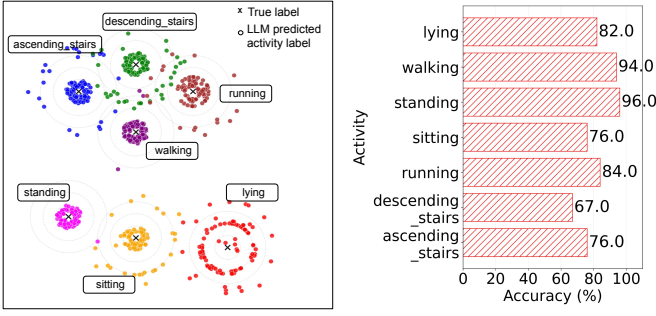 descending_stairs
× True label
ascending_stairs
o LLM predicted
activity label
running
walking
standing
lying
sitting
Activity
lying
82.0
walking
94.0
standing
96.0
sitting
76.0
running
84.0
descending
_stairs
67.0
ascending
_stairs
76.0
0 20 40 60 80 100
Accuracy (%)